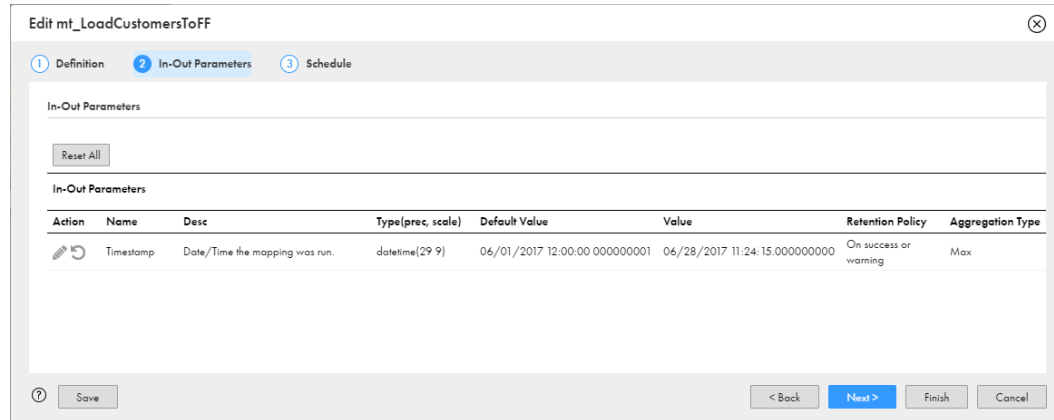 Edit mt_LoadCustomersToFF
1 Definition 2 In-Out Parameters 3 Schedule
In-Out Parameters
Reset All
In-Out Parameters
Action Name Desc Type(prec, scale) Default Value Value Retention Policy Aggregation Type
Timestamp Date/Time the mapping was run. datetime(29 9) 06/01/2017 12:00:00 000000001 06/28/2017 11:24:15.000000000 On success or Max
warning
? Save < Back Next > Finish Cancel